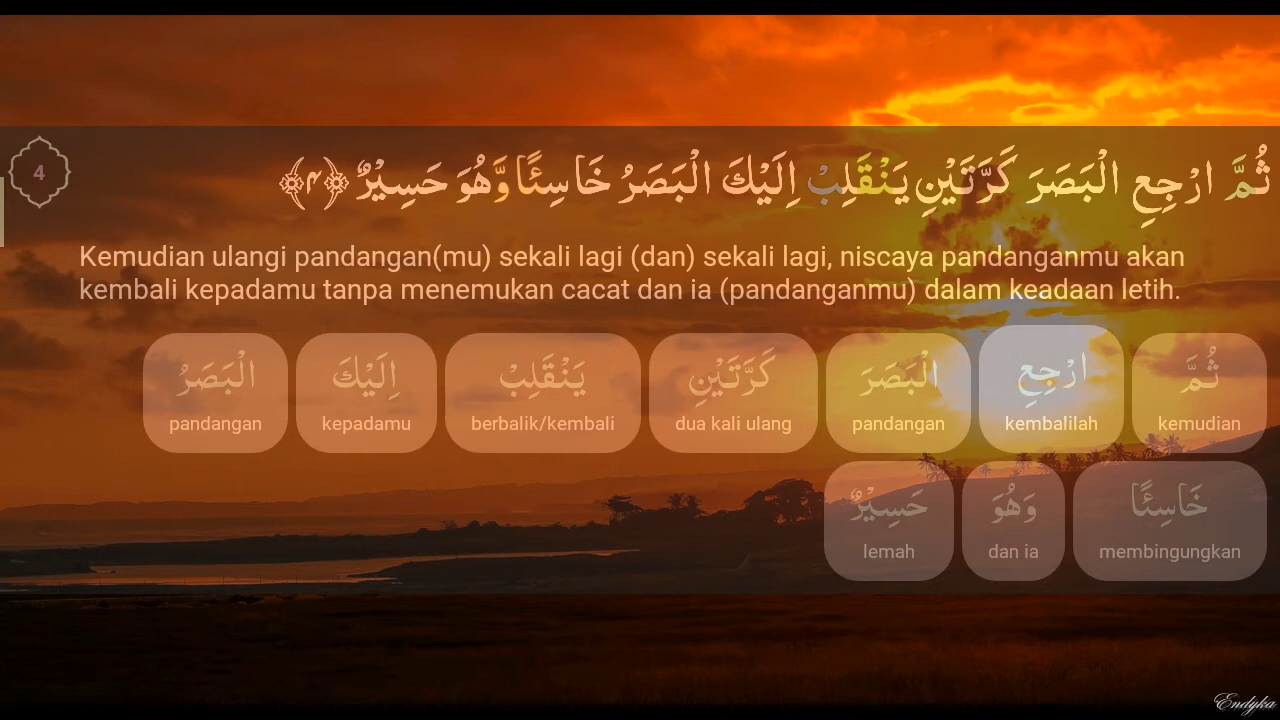 4
ثُمَّ ارْجِعِ الْبَصَرَ كَرَّتَيْنِ يَنْقَلِبْ اِلَيْكَ الْبَصَرُ خَاسِئًا وَّهُوَ حَسِيْرٌ ﴿۴﴾
Kemudian ulangi pandangan(mu) sekali lagi (dan) sekali lagi, niscaya pandanganmu akan
kembali kepadamu tanpa menemukan cacat dan ia (pandanganmu) dalam keadaan letih.
ثُمَّ ارْجِعِ الْبَصَرَ كَرَّتَيْنِ يَنْقَلِبْ اِلَيْكَ الْبَصَرُ
kemudian kembalilah pandangan dua kali ulang berbalik/kembali kepadamu pandangan
خَاسِئًا وَهُوَ حَسِيْرٌ
membingungkan dan ia lemah
Endyka